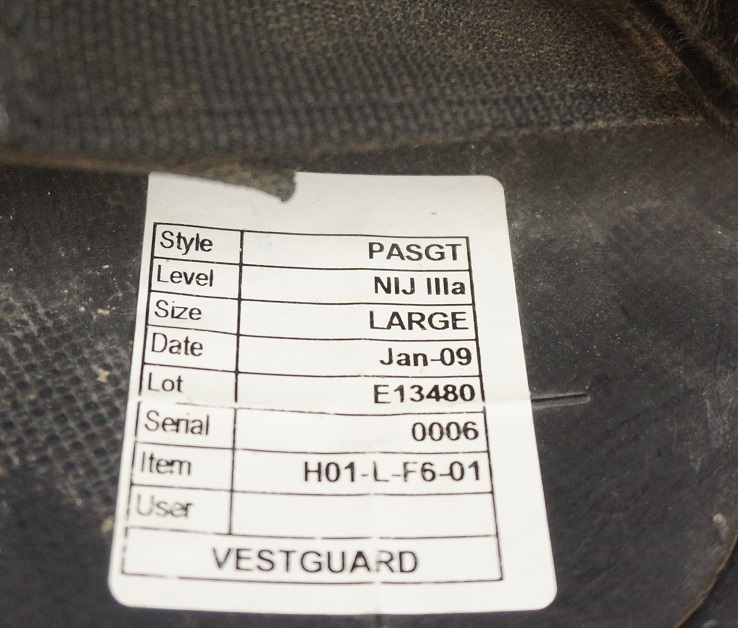 Style PASGT
Level NIJ IIIa
Size LARGE
Date Jan-09
Lot E13480
Serial 0006
Item H01-L-F6-01
User
VESTGUARD